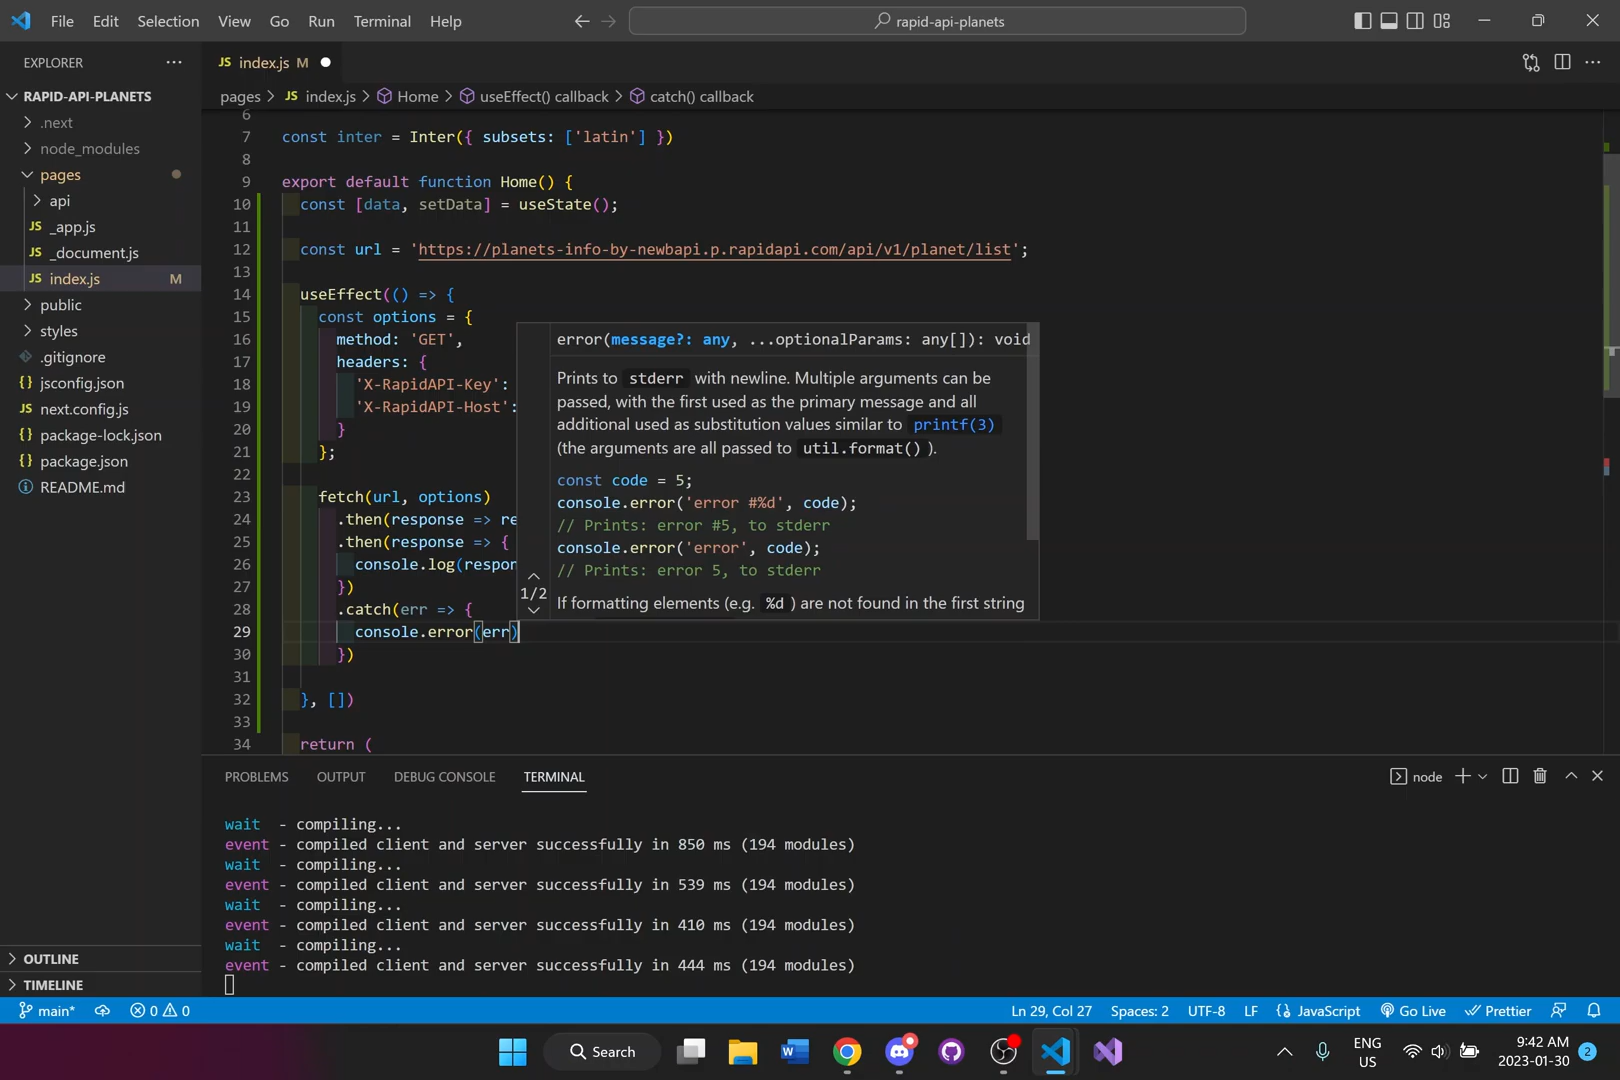 File Edit Selection View Go Run Terminal Help
rapid-api-planets
EXPLORER
RAPID-API-PLANETS
.next
node_modules
pages
api
JS _app.js
JS _document.js
JS index.js M
public
styles
.gitignore
{} jsconfig.json
JS next.config.js
{} package-lock.json
{} package.json
README.md
OUTLINE
TIMELINE
JS index.js M
pages > JS index.js > Home > useEffect() callback > catch() callback
6
7 const inter = Inter({ subsets: ['latin'] })
8
9 export default function Home() {
10 const [data, setData] = useState();
11
12 const url = 'https://planets-info-by-newbapi.p.rapidapi.com/api/v1/planet/list';
13
14 useEffect(() => {
15 const options = {
16 method: 'GET',
17 headers: {
18 'X-RapidAPI-Key':
19 'X-RapidAPI-Host':
20 }
21 };
22
23 fetch(url, options)
24 .then(response => re
25 .then(response => {
26 console.log(respon
27 })
28 .catch(err => {
29 console.error(err)
30 })
31
32 }, [])
33
34 return (
error(message?: any, ...optionalParams: any[]): void
Prints to stderr with newline. Multiple arguments can be
passed, with the first used as the primary message and all
additional used as substitution values similar to printf(3)
(the arguments are all passed to util.format() ).
const code = 5;
console.error('error #%d', code);
// Prints: error #5, to stderr
console.error('error', code);
// Prints: error 5, to stderr
1/2
If formatting elements (e.g. %d ) are not found in the first string
PROBLEMS OUTPUT DEBUG CONSOLE TERMINAL
node
wait - compiling...
event - compiled client and server successfully in 850 ms (194 modules)
wait - compiling...
event - compiled client and server successfully in 539 ms (194 modules)
wait - compiling...
event - compiled client and server successfully in 410 ms (194 modules)
wait - compiling...
event - compiled client and server successfully in 444 ms (194 modules)
main* 0 0
Ln 29, Col 27 Spaces: 2 UTF-8 LF {} JavaScript Go Live Prettier
Search
ENG
US
9:42 AM
2023-01-30
2